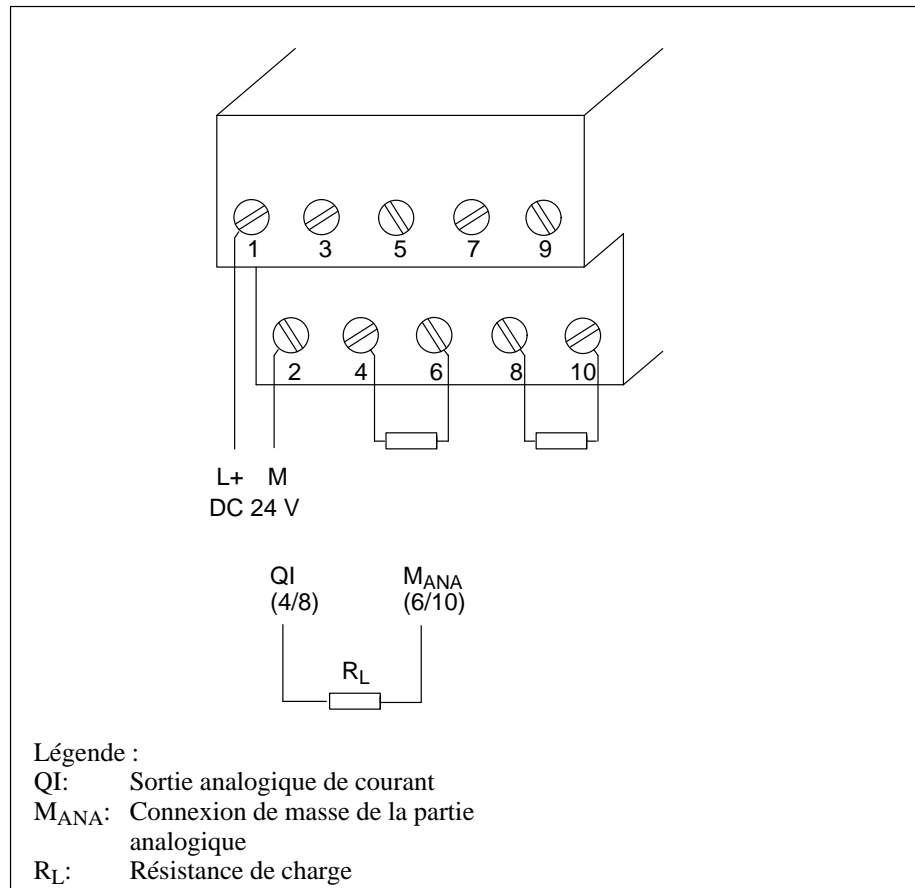 1 3 5 7 9
2 4 6 8 10
L+ M
DC 24 V
QI MANA
(4/8) (6/10)
RL
Légende :
QI: Sortie analogique de courant
MANA: Connexion de masse de la partie
analogique
RL: Résistance de charge